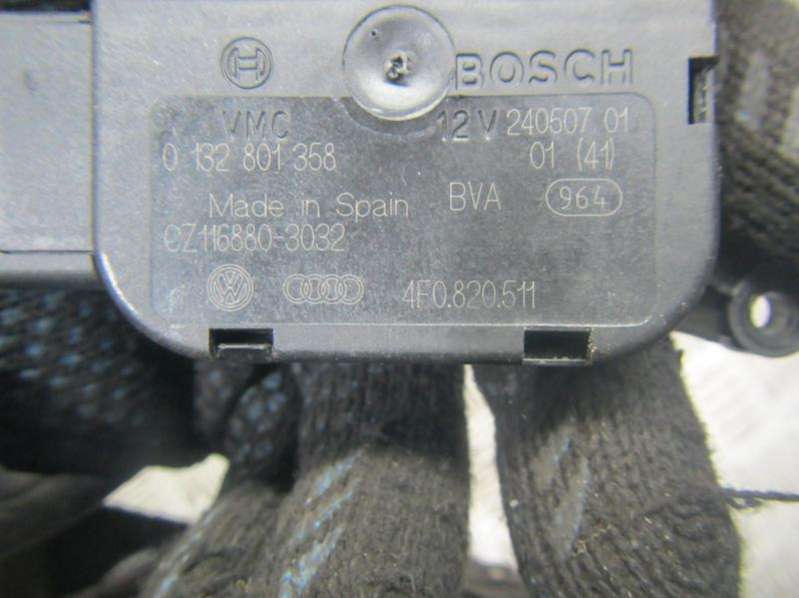 BOSCH
VMC 12V 240507 01
0 132 801 358 01 (41)
Made in Spain BVA 964
CZ116880-3032
4F0.820.511